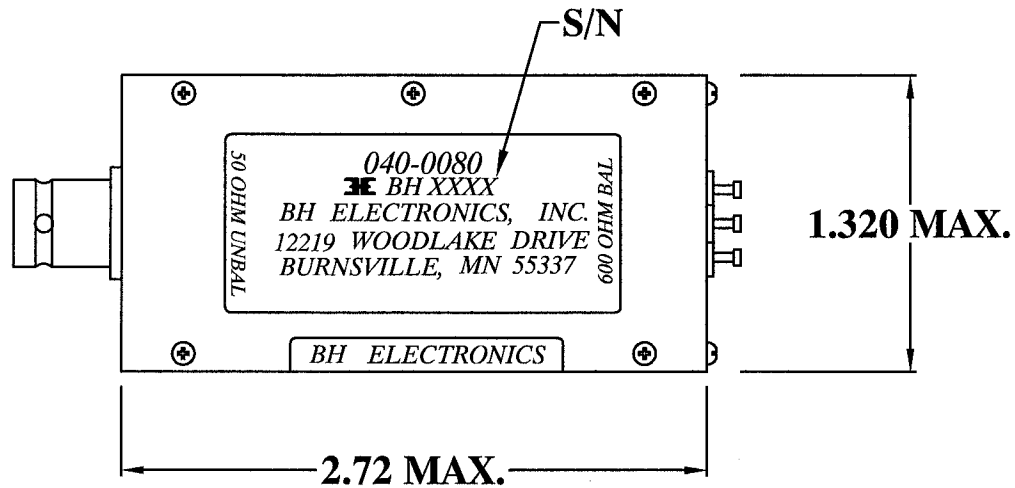 S/N
50 OHM UNBAL
040-0080
BH XXXX
BH ELECTRONICS, INC.
12219 WOODLAKE DRIVE
BURNSVILLE, MN 55337
600 OHM BAL
1.320 MAX.
BH ELECTRONICS
2.72 MAX.